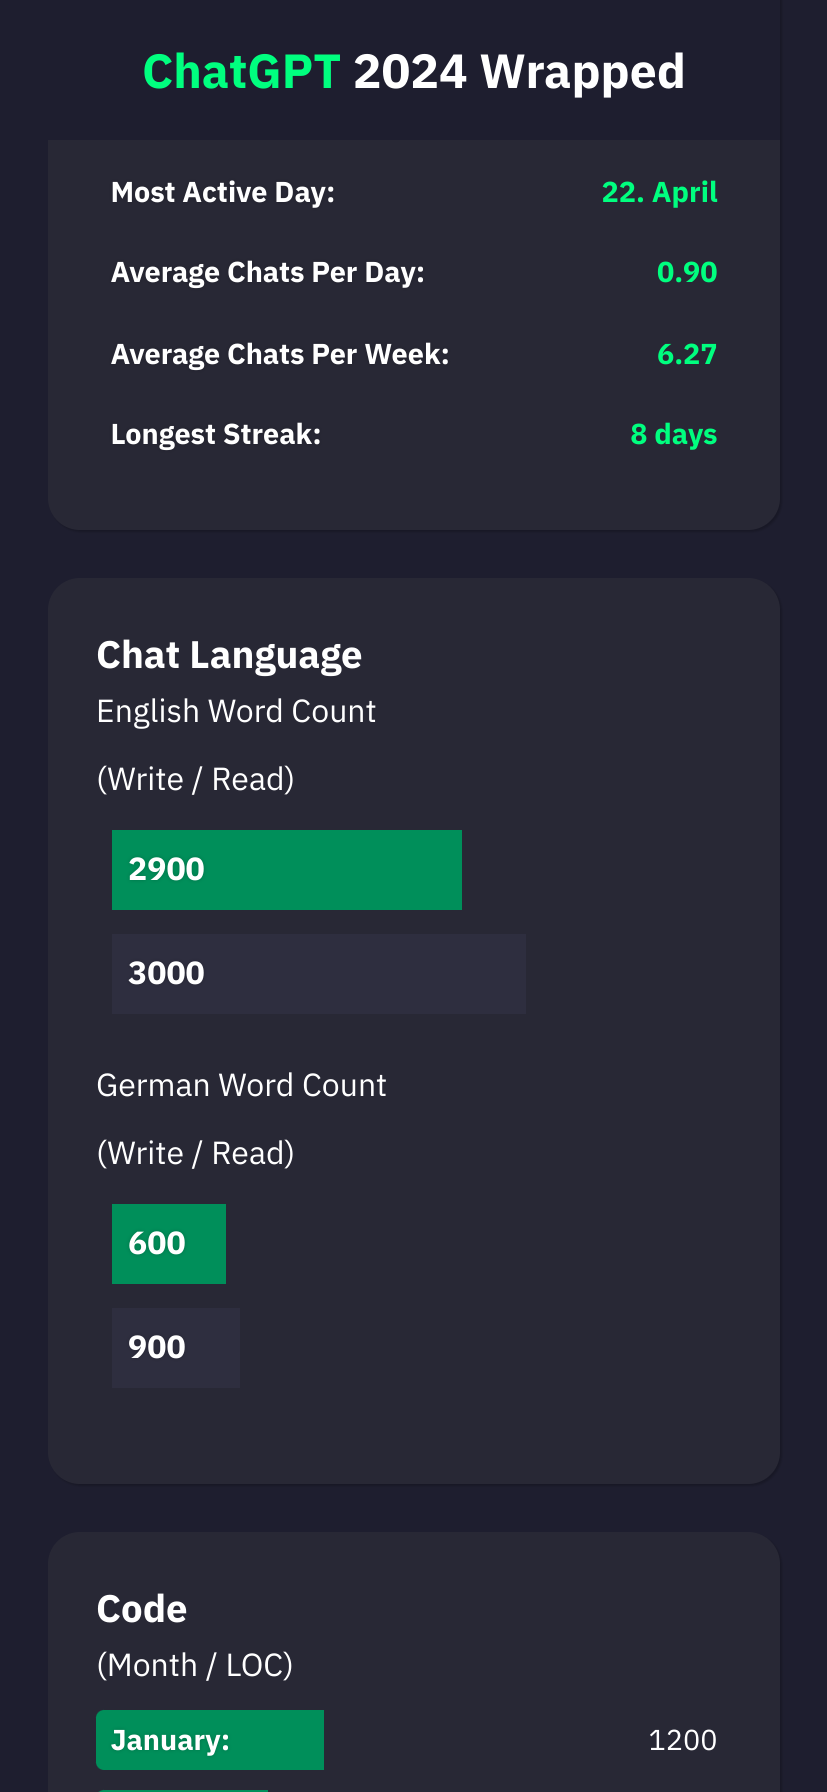 ChatGPT 2024 Wrapped
Most Active Day: 22. April
Average Chats Per Day: 0.90
Average Chats Per Week: 6.27
Longest Streak: 8 days
Chat Language
English Word Count
(Write / Read)
2900
3000
German Word Count
(Write / Read)
600
900
Code
(Month / LOC)
January: 1200